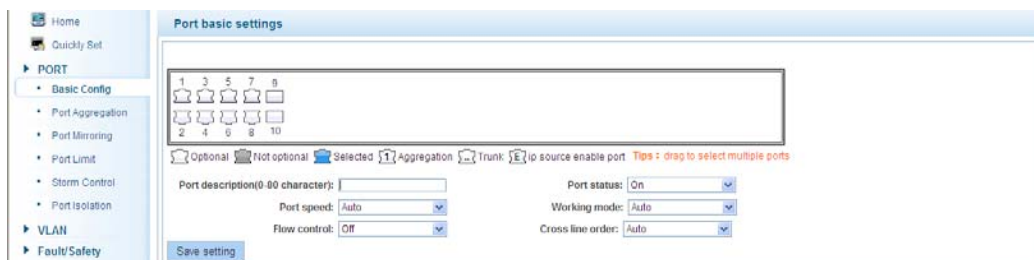 Home
Quickly Set
PORT
Basic Config
Port Aggregation
Port Mirroring
Port Limit
Storm Control
Port Isolation
VLAN
Fault/Safety
Port basic settings
1 3 5 7 9
2 4 6 8 10
Optional Not optional Selected 1 Aggregation ... Trunk E ip source enable port Tips : drag to select multiple ports
Port description(0-80 character): Port status: On
Port speed: Auto Working mode: Auto
Flow control: Off Cross line order: Auto
Save setting